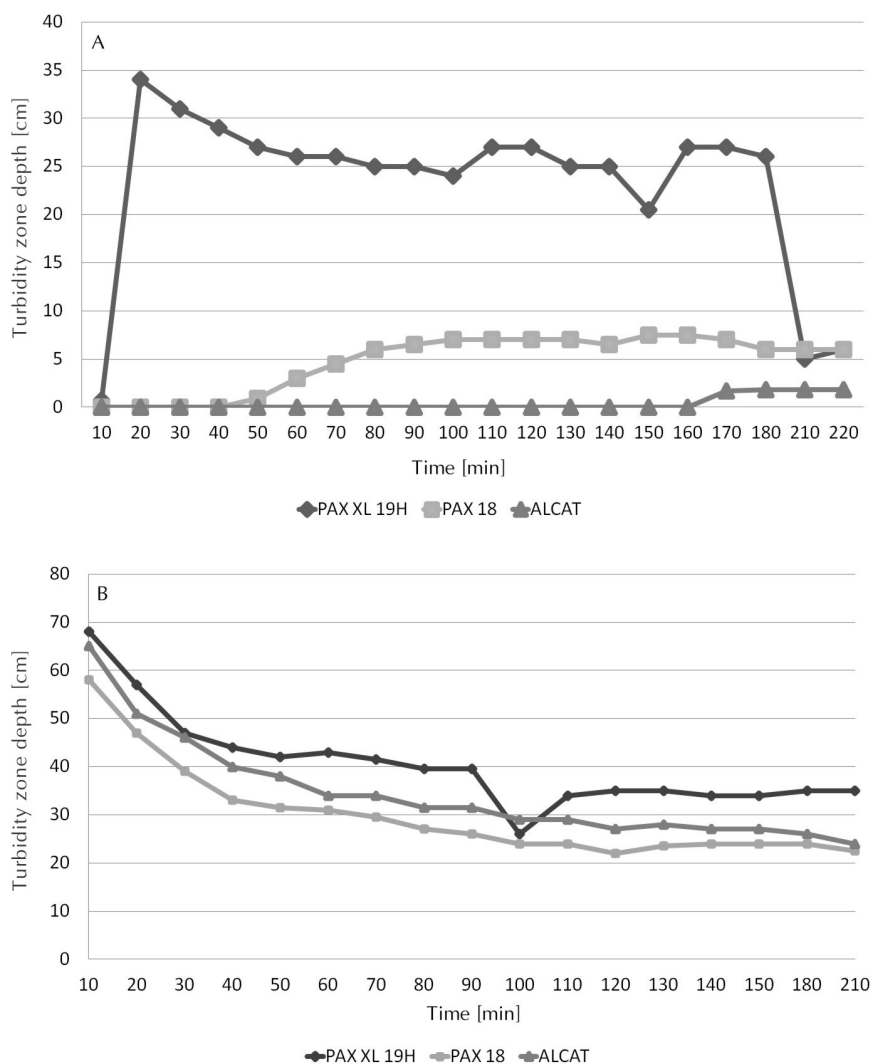 A
Turbidity zone depth [cm]
40
35
30
25
20
15
10
5
0
10 20 30 40 50 60 70 80 90 100 110 120 130 140 150 160 170 180 210 220
Time [min]
PAX XL 19H PAX 18 ALCAT
B
Turbidity zone depth [cm]
80
70
60
50
40
30
20
10
0
10 20 30 40 50 60 70 80 90 100 110 120 130 140 150 180 210
Time [min]
PAX XL 19H PAX 18 ALCAT